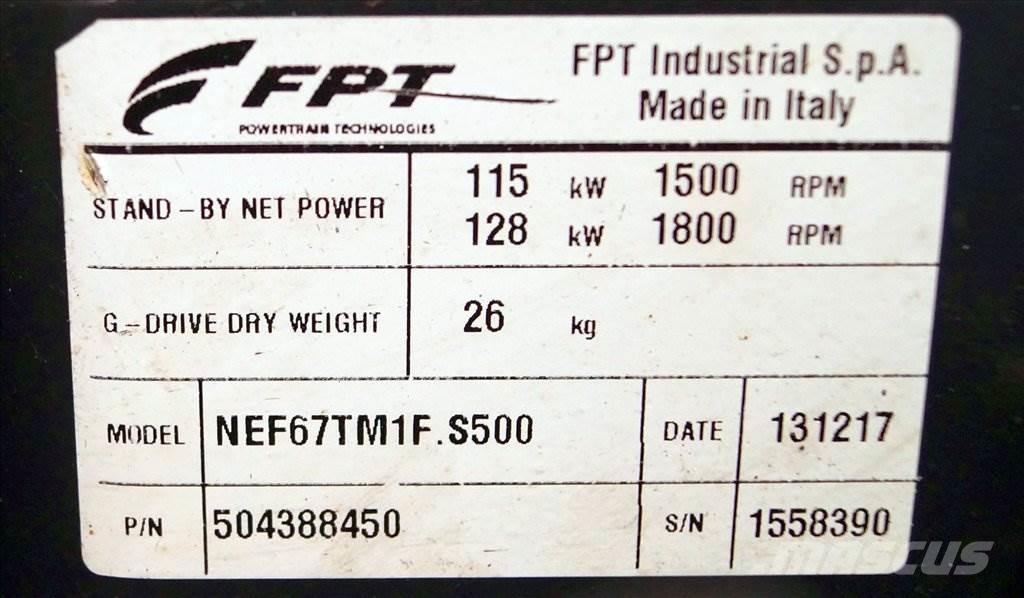 FPT
POWERTRAIN TECHNOLOGIES
FPT Industrial S.p.A.
Made in Italy
STAND-BY NET POWER
115 kW 1500 RPM
128 kW 1800 RPM
G-DRIVE DRY WEIGHT 26 kg
MODEL NEF67TM1F.S500 DATE 131217
P/N 504388450 S/N 1558390
MASCUS